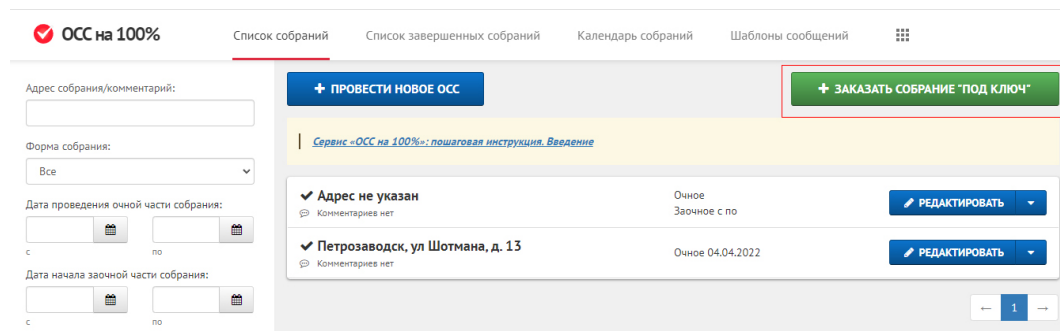 ОСС на 100%
Список собраний
Список завершенных собраний
Календарь собраний
Шаблоны сообщений
Адрес собрания/комментарий:
Форма собрания:
Все
Дата проведения очной части собрания:
с
по
Дата начала заочной части собрания:
с
по
ПРОВЕСТИ НОВОЕ ОСС
ЗАКАЗАТЬ СОБРАНИЕ "ПОД КЛЮЧ"
Сервис «ОСС на 100%»: пошаговая инструкция. Введение
Адрес не указан
Комментариев нет
Очное
Заочное с по
РЕДАКТИРОВАТЬ
Петрозаводск, ул Шотмана, д. 13
Комментариев нет
Очное 04.04.2022
РЕДАКТИРОВАТЬ
← 1 →